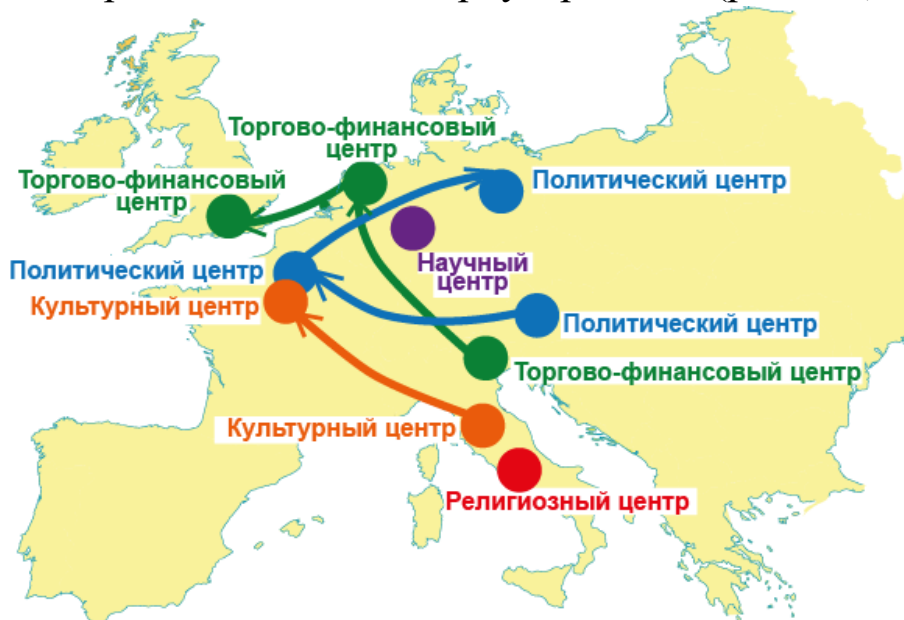 Торгово-финансовый
центр
Торгово-финансовый
центр
Политический центр
Научный
центр
Политический центр
Культурный центр
Политический центр
Торгово-финансовый центр
Культурный центр
Религиозный центр